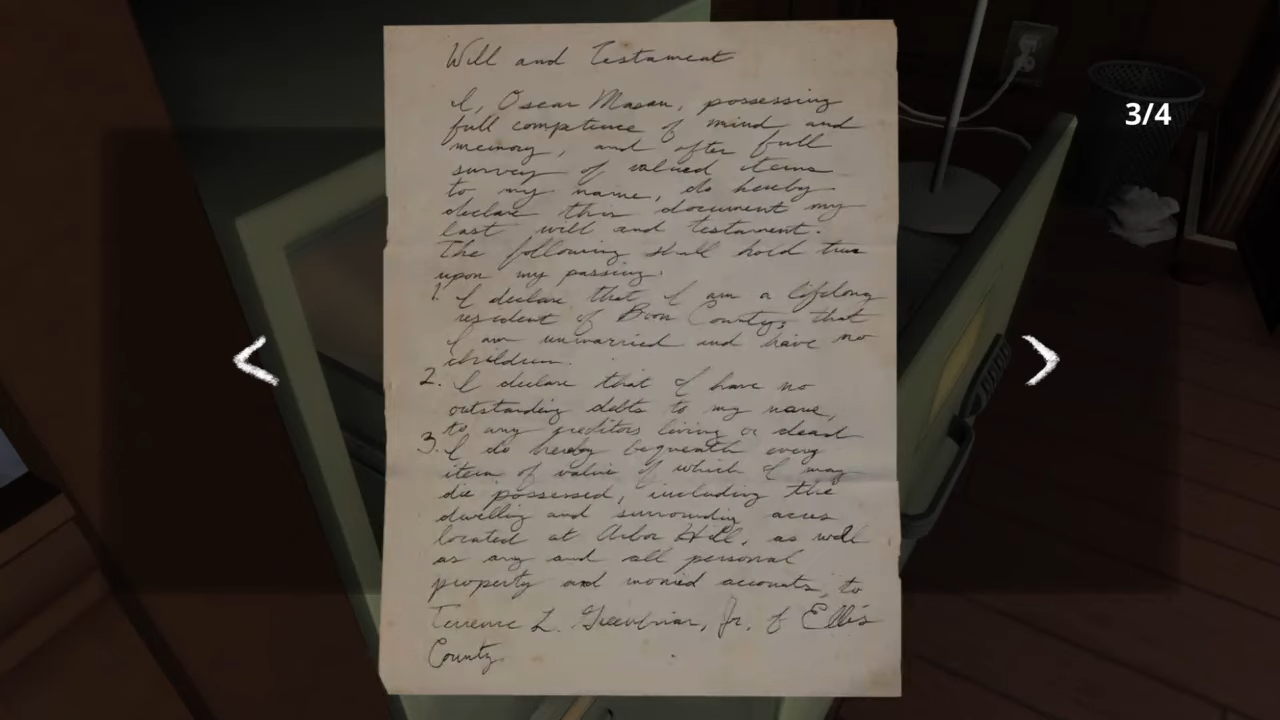 Will and Testament
I, Oscar Mason, possessing
full competence of mind and
memory, and after full
survey of valued items
to my name, do hereby
declare this document my
last will and testament.
The following shall hold true
upon my passing:
1. I declare that I am a lifelong
resident of County, that
I am unmarried and have no
children.
2. I declare that I have no
outstanding debts to my name,
to any creditors living or dead
3. I do hereby bequeath every
item of value of which I may
die possessed, including the
dwelling and surrounding acres
located at Arbor Hill, as well
as any and all personal
property and monied accounts, to
Terrence L. Greenbriar, Jr. of Ellis
County
3/4